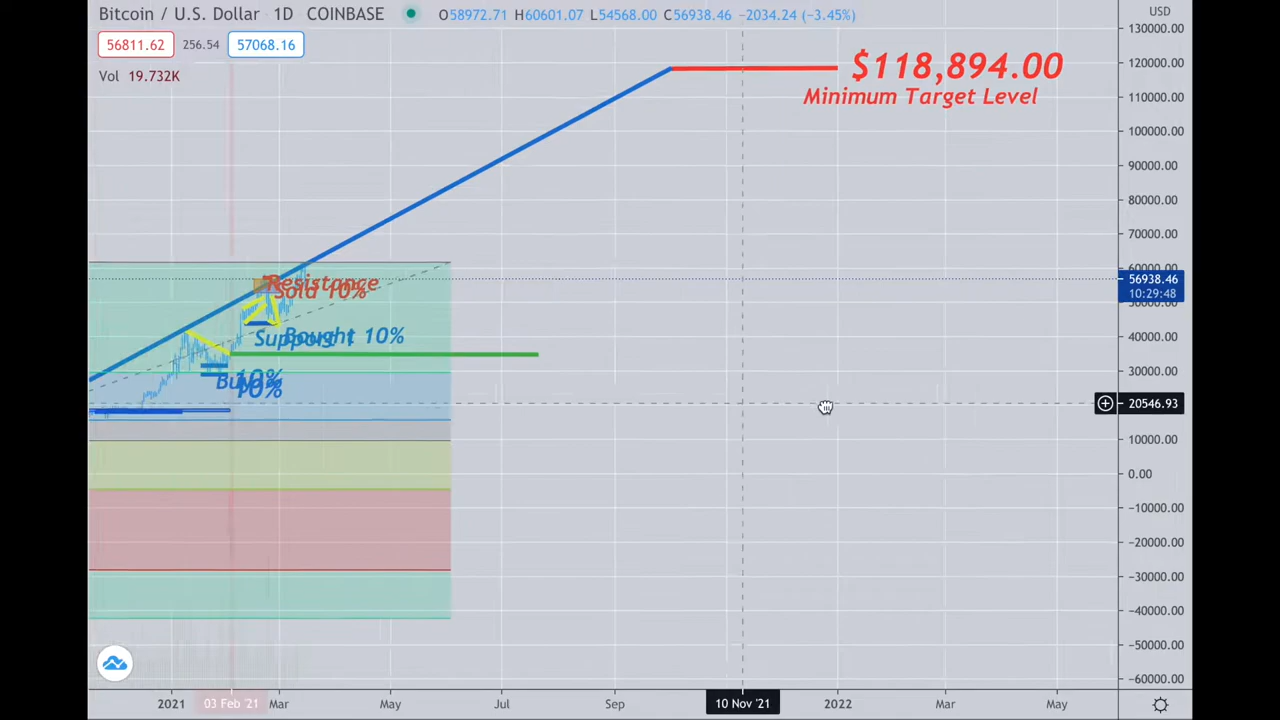 Bitcoin / U.S. Dollar 1D COINBASE O58972.71 H60601.07 L54568.00 C56938.46 −2034.24 (−3.45%)
USD
56811.62 256.54 57068.16
Vol 19.732K
$118,894.00
Minimum Target Level
130000.00
120000.00
110000.00
100000.00
90000.00
80000.00
70000.00
60000.00
56938.46
10:29:48
50000.00
40000.00
30000.00
20546.93
10000.00
0.00
−10000.00
−20000.00
−30000.00
−40000.00
−50000.00
−60000.00
Resistance
Sold 10%
Bought 10%
Support 1
10%
10%
2021 03 Feb '21 Mar May Jul Sep 10 Nov '21 2022 Mar May